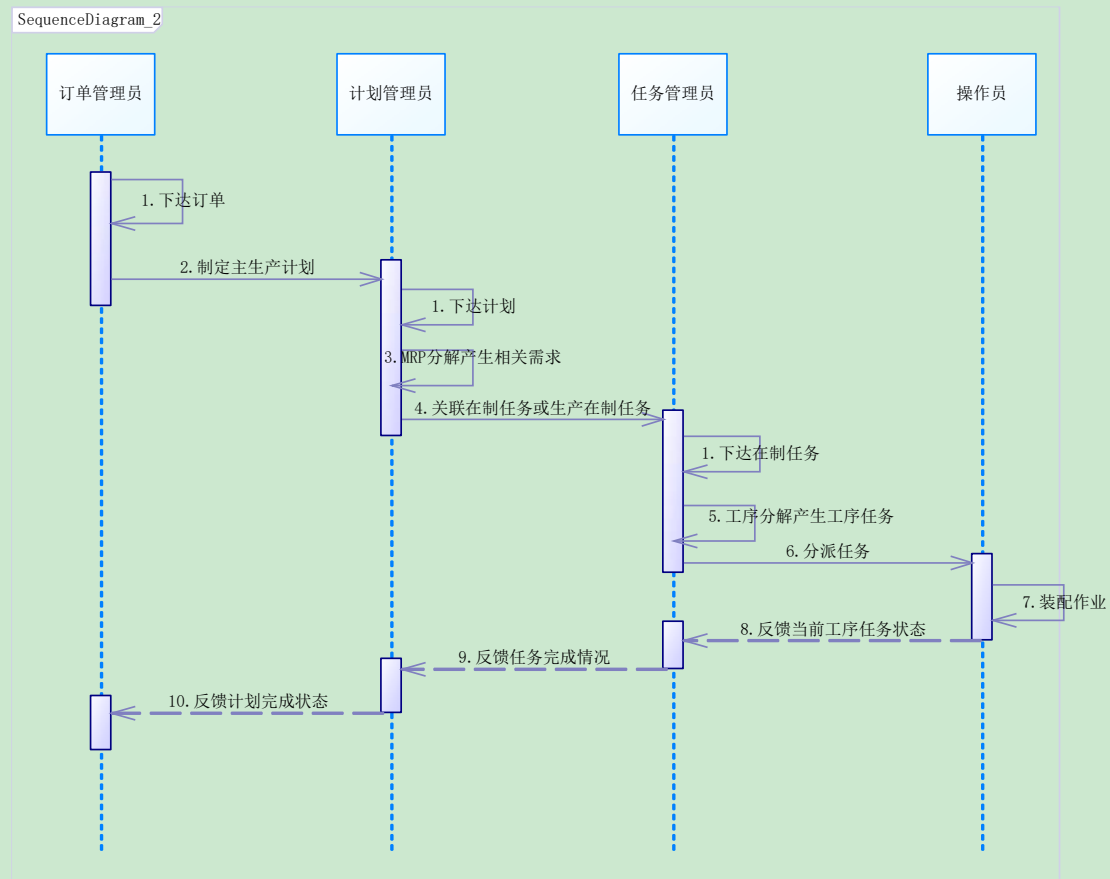 SequenceDiagram_2
订单管理员
计划管理员
任务管理员
操作员
1.下达订单
2.制定主生产计划
1.下达计划
3.MRP分解产生相关需求
4.关联在制任务或生产在制任务
1.下达在制任务
5.工序分解产生工序任务
6.分派任务
7.装配作业
8.反馈当前工序任务状态
9.反馈任务完成情况
10.反馈计划完成状态